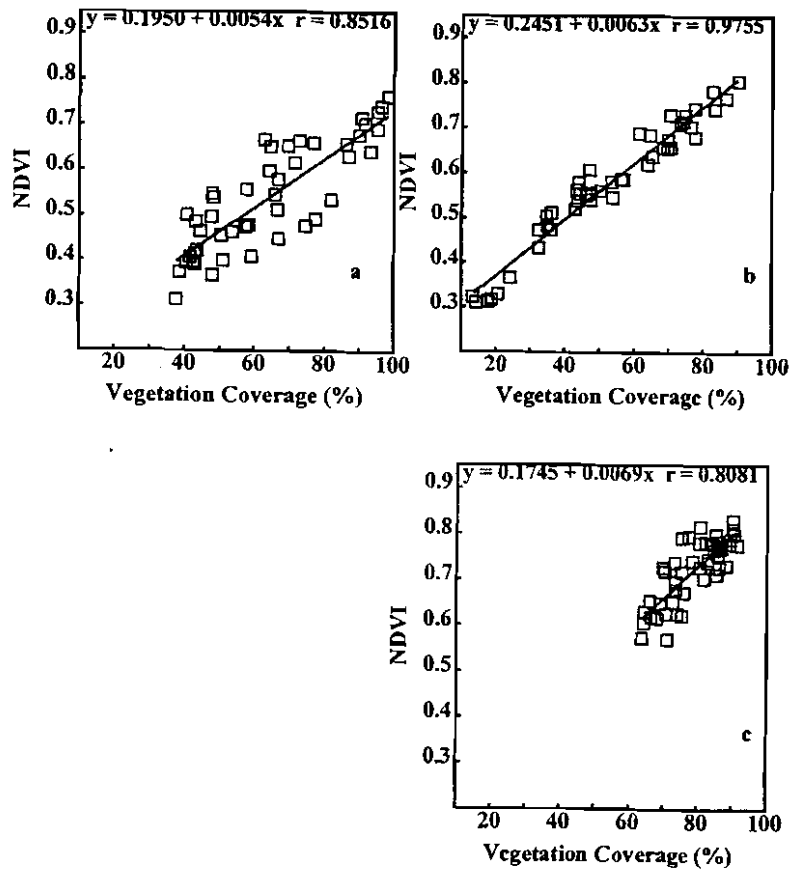 y = 0.1950 + 0.0054x r = 0.8516
0.9
0.8
0.7
0.6
0.5
0.4
0.3
NDVI
a
20 40 60 80 100
Vegetation Coverage (%)
y = 0.2451 + 0.0063x r = 0.9755
0.9
0.8
0.7
0.6
0.5
0.4
0.3
NDVI
b
20 40 60 80 100
Vegetation Coverage (%)
y = 0.1745 + 0.0069x r = 0.8081
0.9
0.8
0.7
0.6
0.5
0.4
0.3
NDVI
c
20 40 60 80 100
Vegetation Coverage (%)